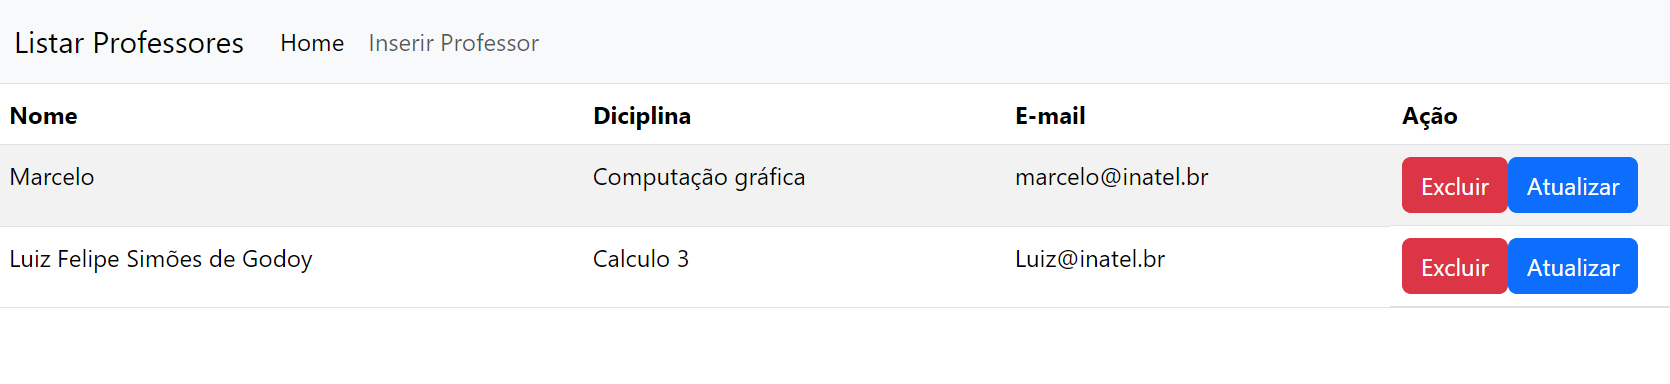 Listar Professores Home Inserir Professor
Nome Diciplina E-mail Ação
Marcelo Computação gráfica marcelo@inatel.br Excluir Atualizar
Luiz Felipe Simões de Godoy Calculo 3 Luiz@inatel.br Excluir Atualizar